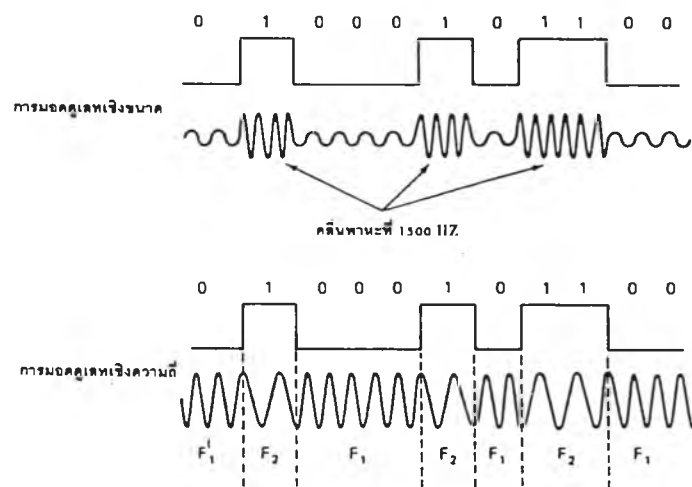 0 1 0 0 0 1 0 1 1 0 0
การมอดดูเลทเชิงขนาด
คลื่นพาหะที่ 1500 HZ
0 1 0 0 0 1 0 1 1 0 0
การมอดดูเลทเชิงความถี่
F₁ F₂ F₁ F₂ F₁ F₂ F₁